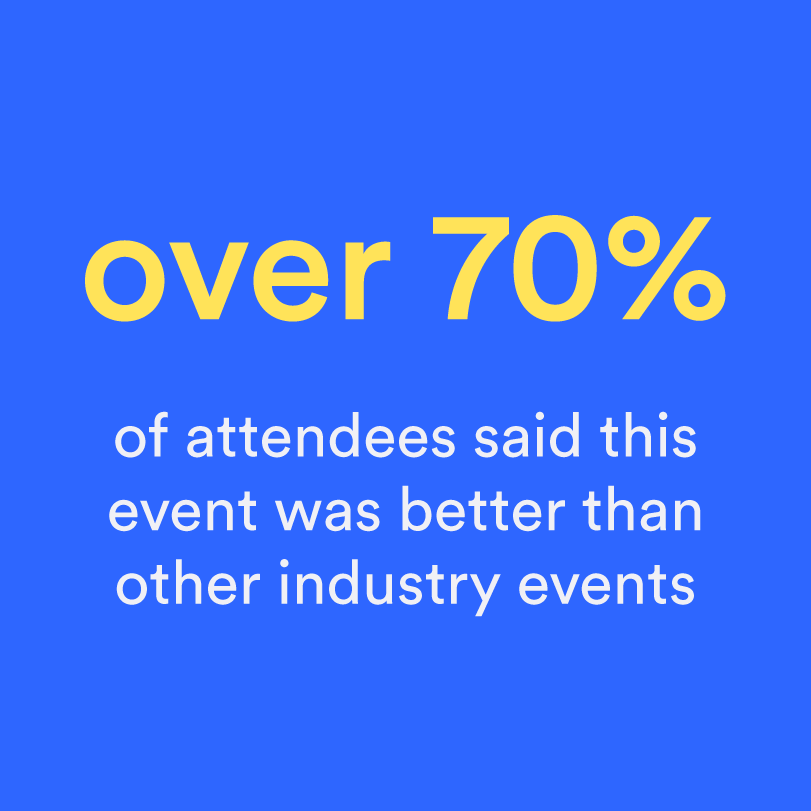 over 70%
of attendees said this
event was better than
other industry events